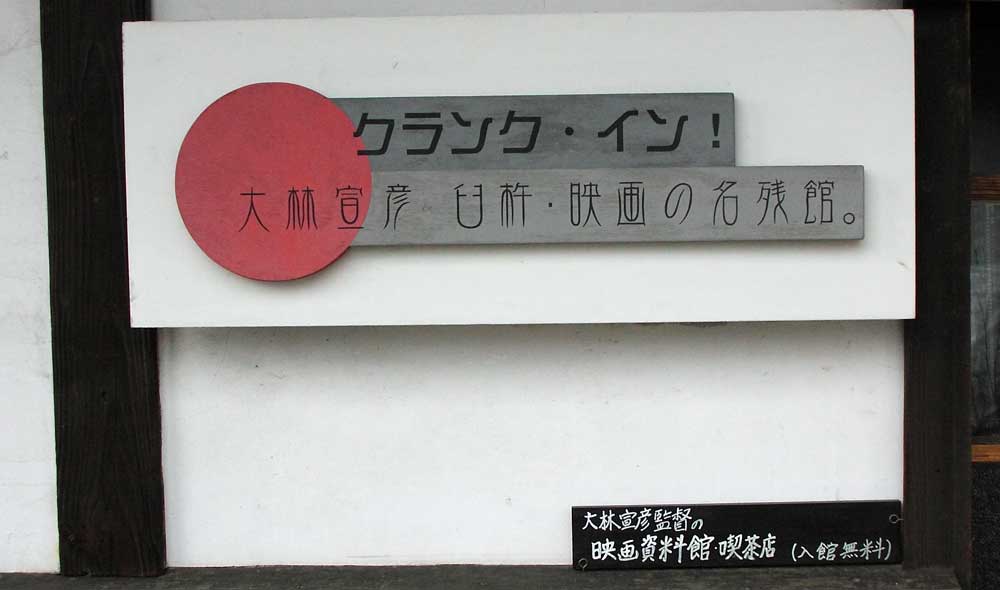 クランク・イン!
大林宣彦 臼杵・映画の名残館。
大林宣彦監督の
映画資料館・喫茶店 (入館無料)